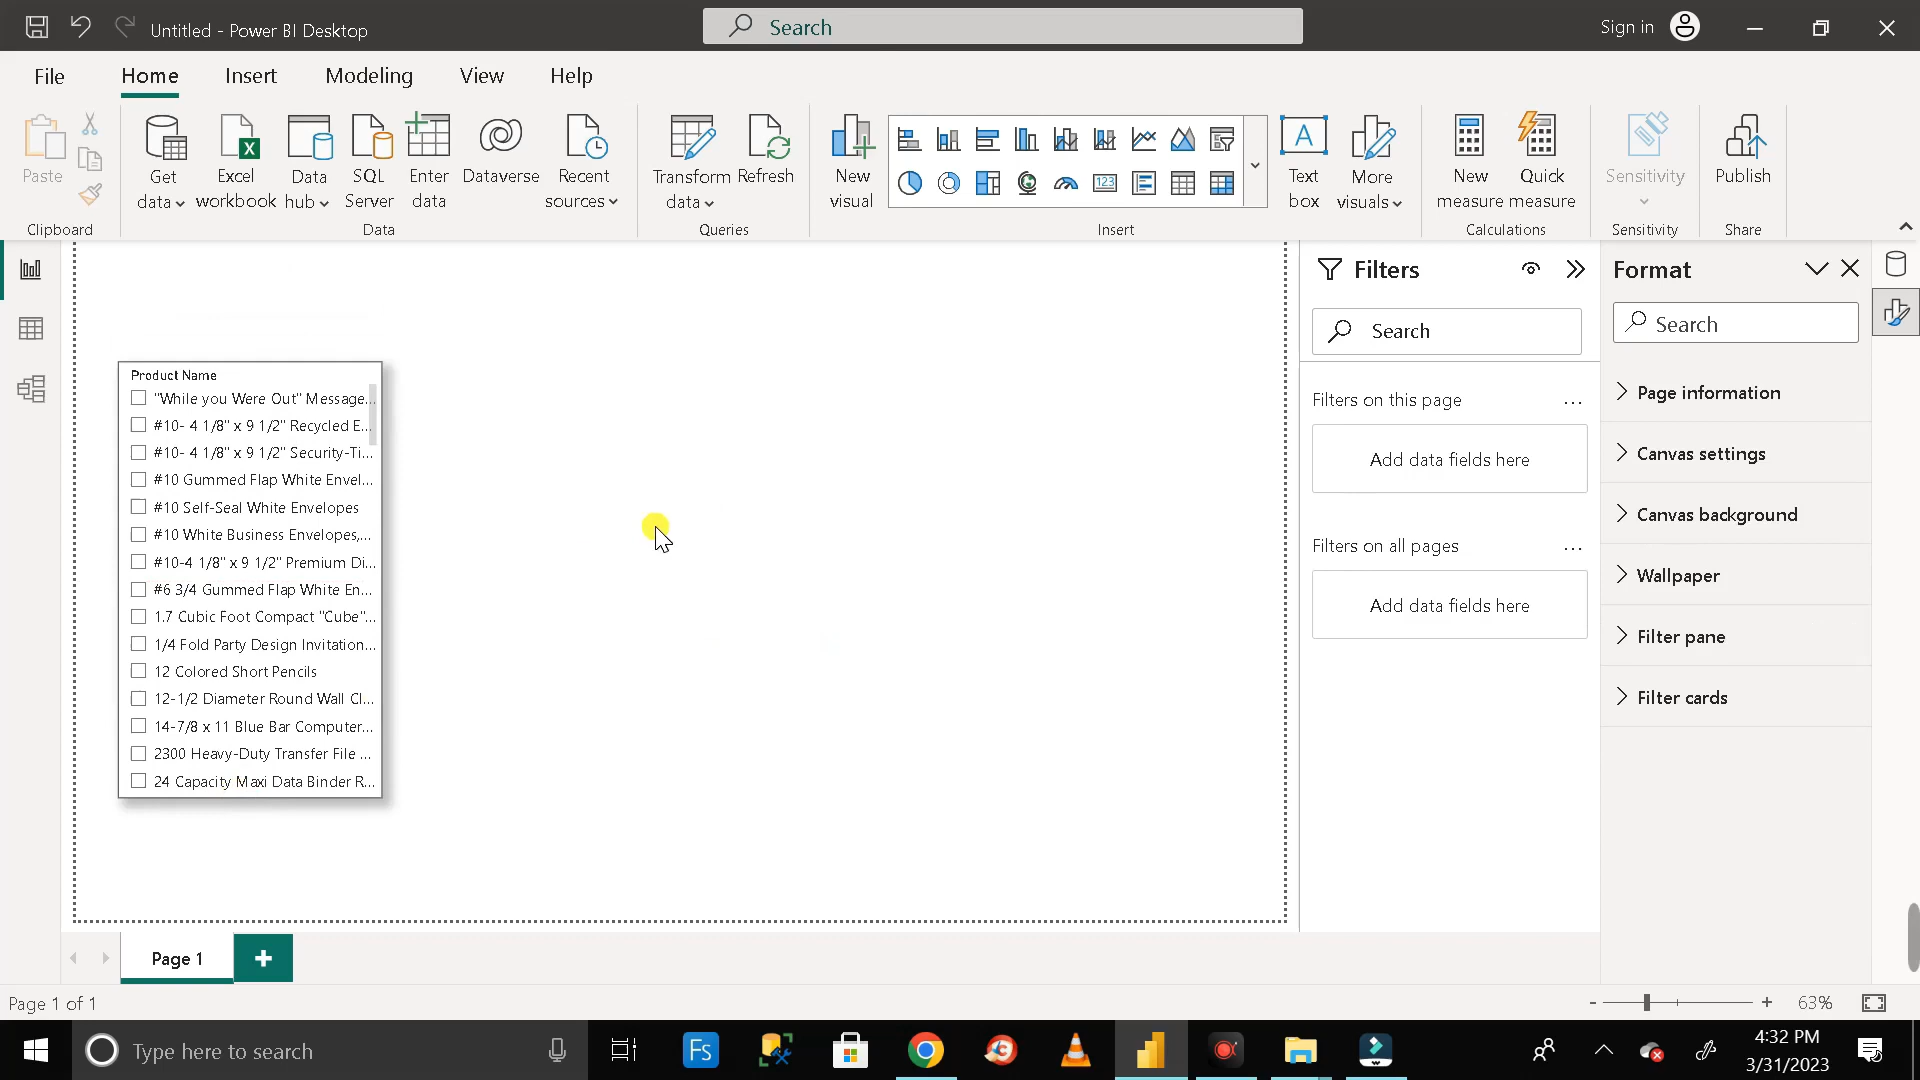 Untitled - Power BI Desktop
Search
Sign in
File
Home
Insert
Modeling
View
Help
Paste
Clipboard
Get data
Excel workbook
Data hub
SQL Server
Enter data
Dataverse
Recent sources
Data
Transform data
Refresh
Queries
New visual
123
A
Text box
More visuals
Insert
New measure
Quick measure
Calculations
Sensitivity
Sensitivity
Publish
Share
Product Name
"While you Were Out" Message...
#10- 4 1/8" x 9 1/2" Recycled E...
#10- 4 1/8" x 9 1/2" Security-Ti...
#10 Gummed Flap White Envel...
#10 Self-Seal White Envelopes
#10 White Business Envelopes,...
#10-4 1/8" x 9 1/2" Premium Di...
#6 3/4 Gummed Flap White En...
1.7 Cubic Foot Compact "Cube"...
1/4 Fold Party Design Invitation...
12 Colored Short Pencils
12-1/2 Diameter Round Wall Cl...
14-7/8 x 11 Blue Bar Computer...
2300 Heavy-Duty Transfer File ...
24 Capacity Maxi Data Binder R...
Filters
Search
Filters on this page
...
Add data fields here
Filters on all pages
...
Add data fields here
Format
Search
Page information
Canvas settings
Canvas background
Wallpaper
Filter pane
Filter cards
Page 1
Page 1 of 1
- + 63%
Type here to search
Fs
4:32 PM
3/31/2023